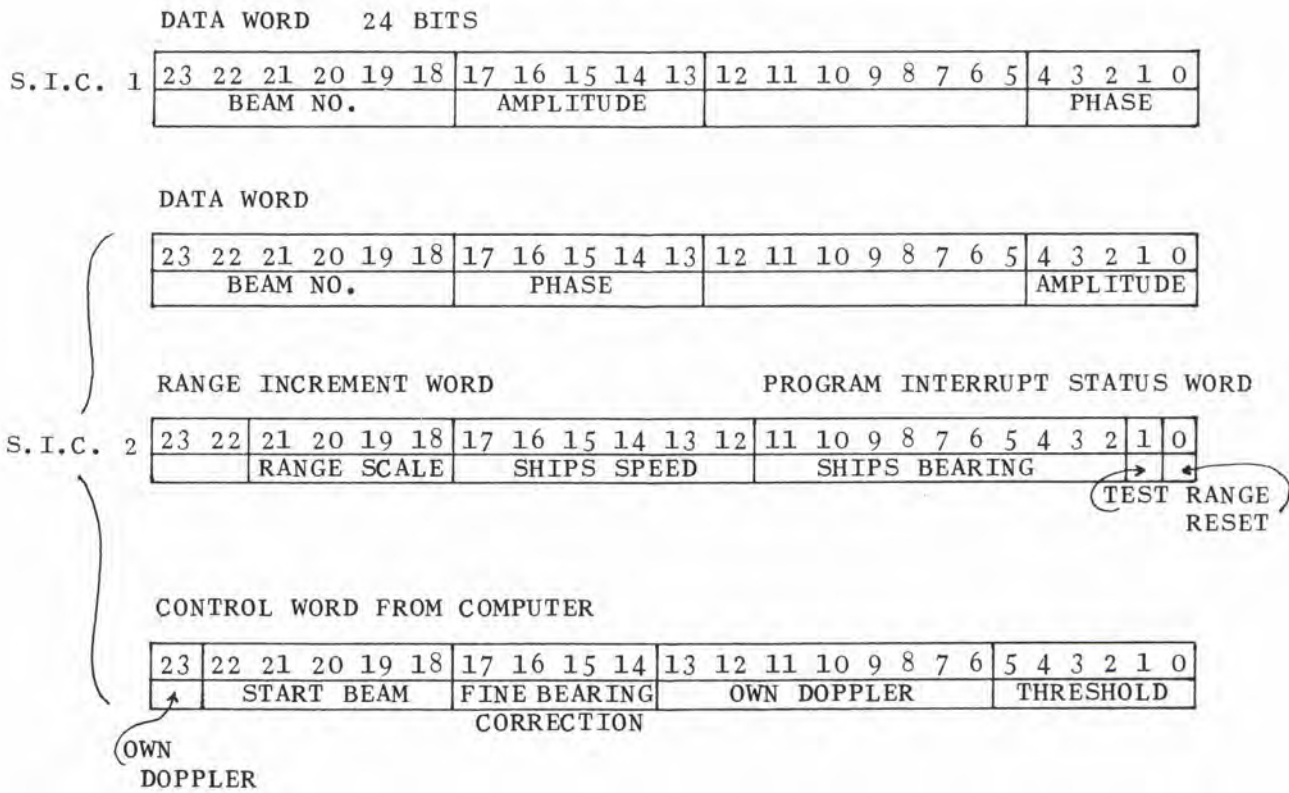 DATA WORD 24 BITS
S.I.C. 1 23 22 21 20 19 18 17 16 15 14 13 12 11 10 9 8 7 6 5 4 3 2 1 0
BEAM NO. AMPLITUDE PHASE
DATA WORD
23 22 21 20 19 18 17 16 15 14 13 12 11 10 9 8 7 6 5 4 3 2 1 0
BEAM NO. PHASE AMPLITUDE
RANGE INCREMENT WORD PROGRAM INTERRUPT STATUS WORD
S.I.C. 2 23 22 21 20 19 18 17 16 15 14 13 12 11 10 9 8 7 6 5 4 3 2 1 0
RANGE SCALE SHIPS SPEED SHIPS BEARING
TEST RANGE
RESET
CONTROL WORD FROM COMPUTER
23 22 21 20 19 18 17 16 15 14 13 12 11 10 9 8 7 6 5 4 3 2 1 0
START BEAM FINE BEARING OWN DOPPLER THRESHOLD
CORRECTION
OWN
DOPPLER